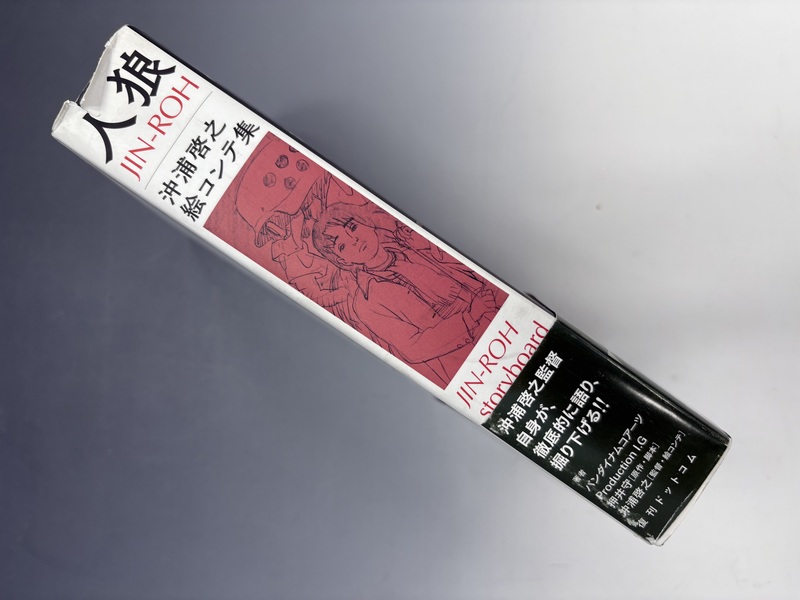 人狼
JIN-ROH
沖浦啓之
絵コンテ集
JIN-ROH
storyboard
沖浦啓之監督
自身が、
徹底的に語り、
掘り下げる!!
著者
バンダイナムコアーツ
Production I.G
押井守[原作・脚本]
沖浦啓之[監督・絵コンテ]
復刊ドットコム